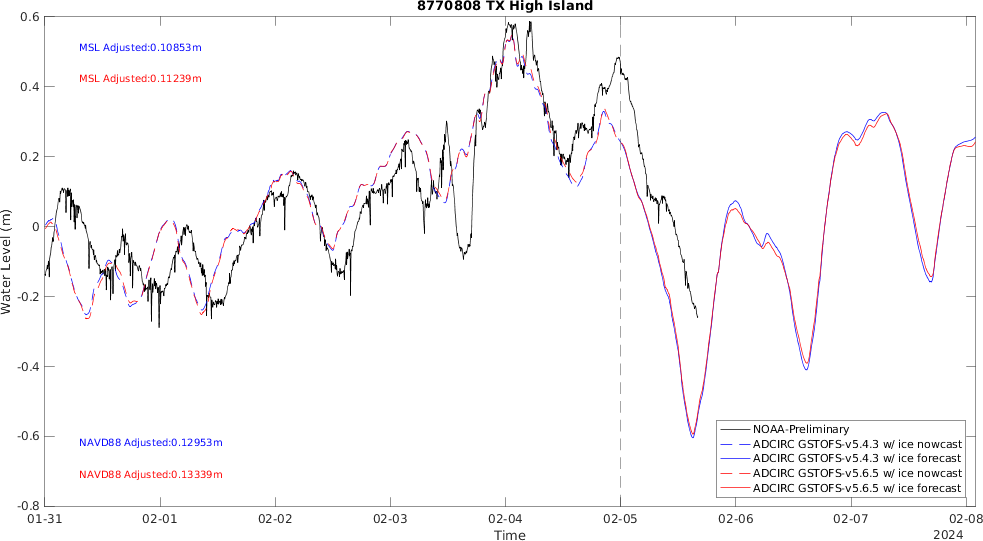 8770808 TX High Island
0.6
0.4
0.2
0
-0.2
-0.4
-0.6
-0.8
Water Level (m)
MSL Adjusted:0.10853m
MSL Adjusted:0.11239m
NAVD88 Adjusted:0.12953m
NAVD88 Adjusted:0.13339m
NOAA-Preliminary
ADCIRC GSTOFS-v5.4.3 w/ ice nowcast
ADCIRC GSTOFS-v5.4.3 w/ ice forecast
ADCIRC GSTOFS-v5.6.5 w/ ice nowcast
ADCIRC GSTOFS-v5.6.5 w/ ice forecast
01-31 02-01 02-02 02-03 02-04 02-05 02-06 02-07 02-08
Time
2024